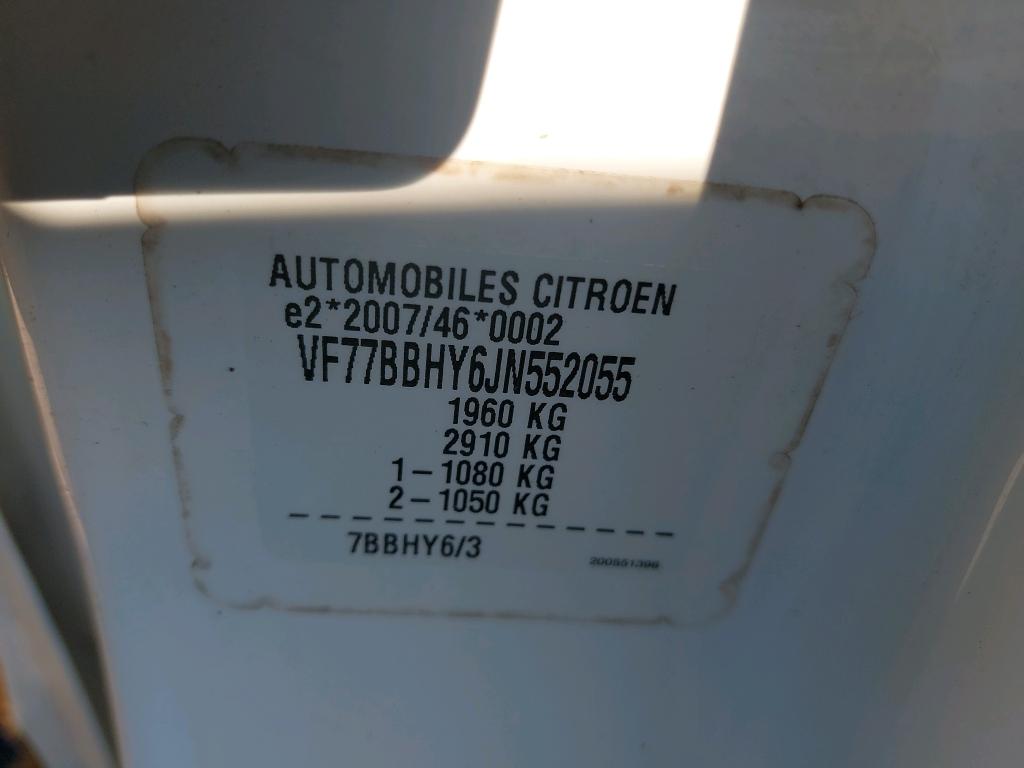 AUTOMOBILES CITROEN
e2*2007/46*0002
VF77BBHY6JN552055
1960 KG
2910 KG
1-1080 KG
2-1050 KG
7BBHY6/3
200551396